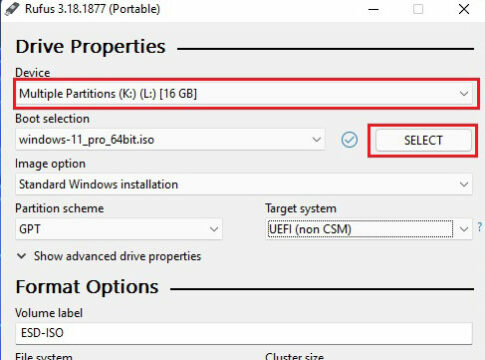 Rufus 3.18.1877 (Portable)
Drive Properties
Device
Multiple Partitions (K:) (L:) [16 GB]
Boot selection
windows-11_pro_64bit.iso
SELECT
Image option
Standard Windows installation
Partition scheme
Target system
GPT
UEFI (non CSM)
?
Show advanced drive properties
Format Options
Volume label
ESD-ISO
File system
Cluster size